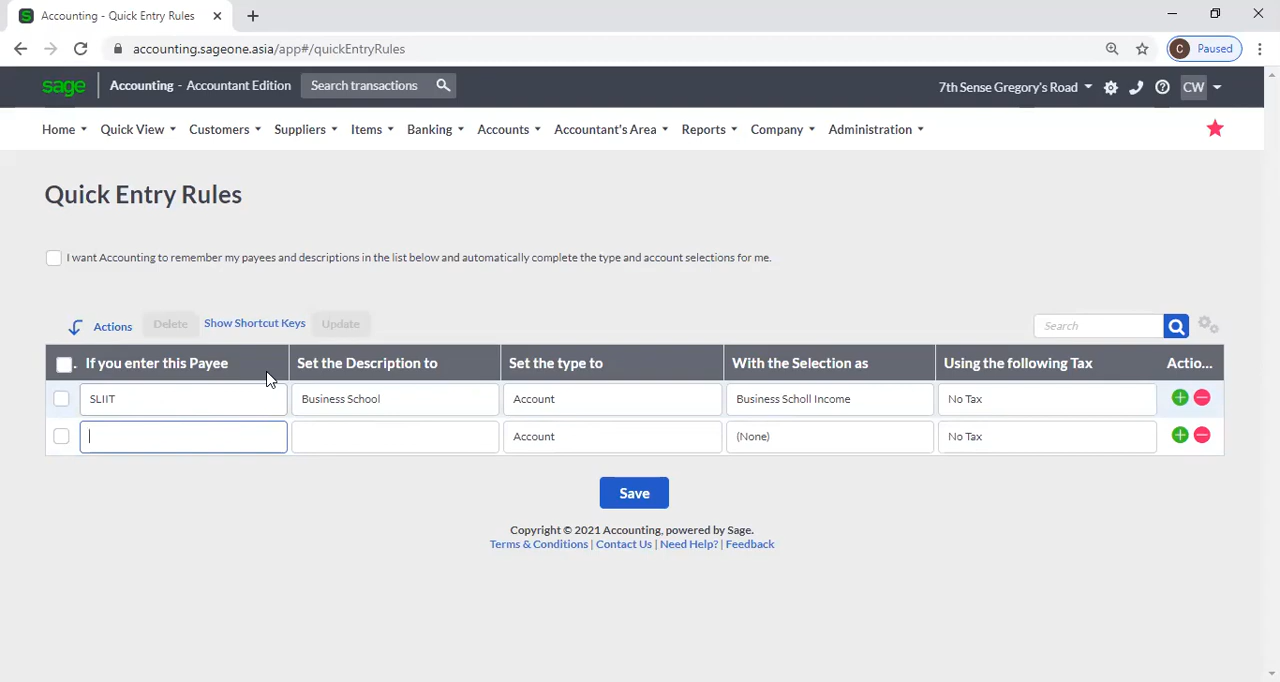 Accounting - Quick Entry Rules
accounting.sageone.asia/app#/quickEntryRules
C Paused
sage Accounting - Accountant Edition Search transactions 7th Sense Gregory's Road CW
Home Quick View Customers Suppliers Items Banking Accounts Accountant's Area Reports Company Administration
Quick Entry Rules
I want Accounting to remember my payees and descriptions in the list below and automatically complete the type and account selections for me.
Actions Delete Show Shortcut Keys Update Search
If you enter this Payee Set the Description to Set the type to With the Selection as Using the following Tax Actio...
SLIIT Business School Account Business Scholl Income No Tax
Account (None) No Tax
Save
Copyright © 2021 Accounting, powered by Sage.
Terms & Conditions | Contact Us | Need Help? | Feedback